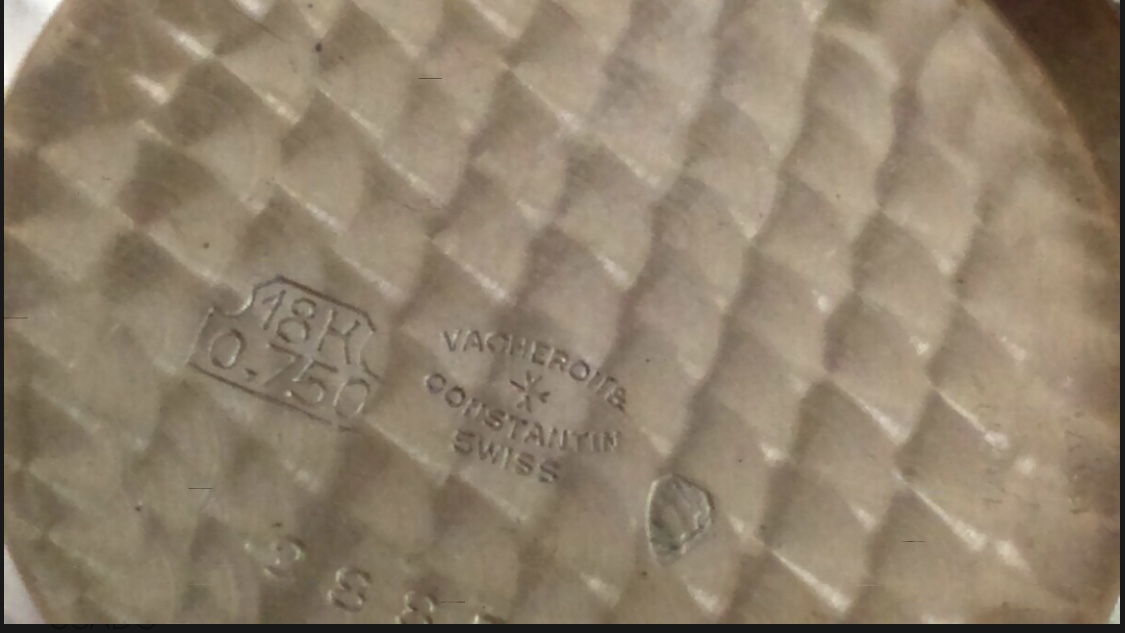 18K
0.750
VACHERON &
CONSTANTIN
SWISS